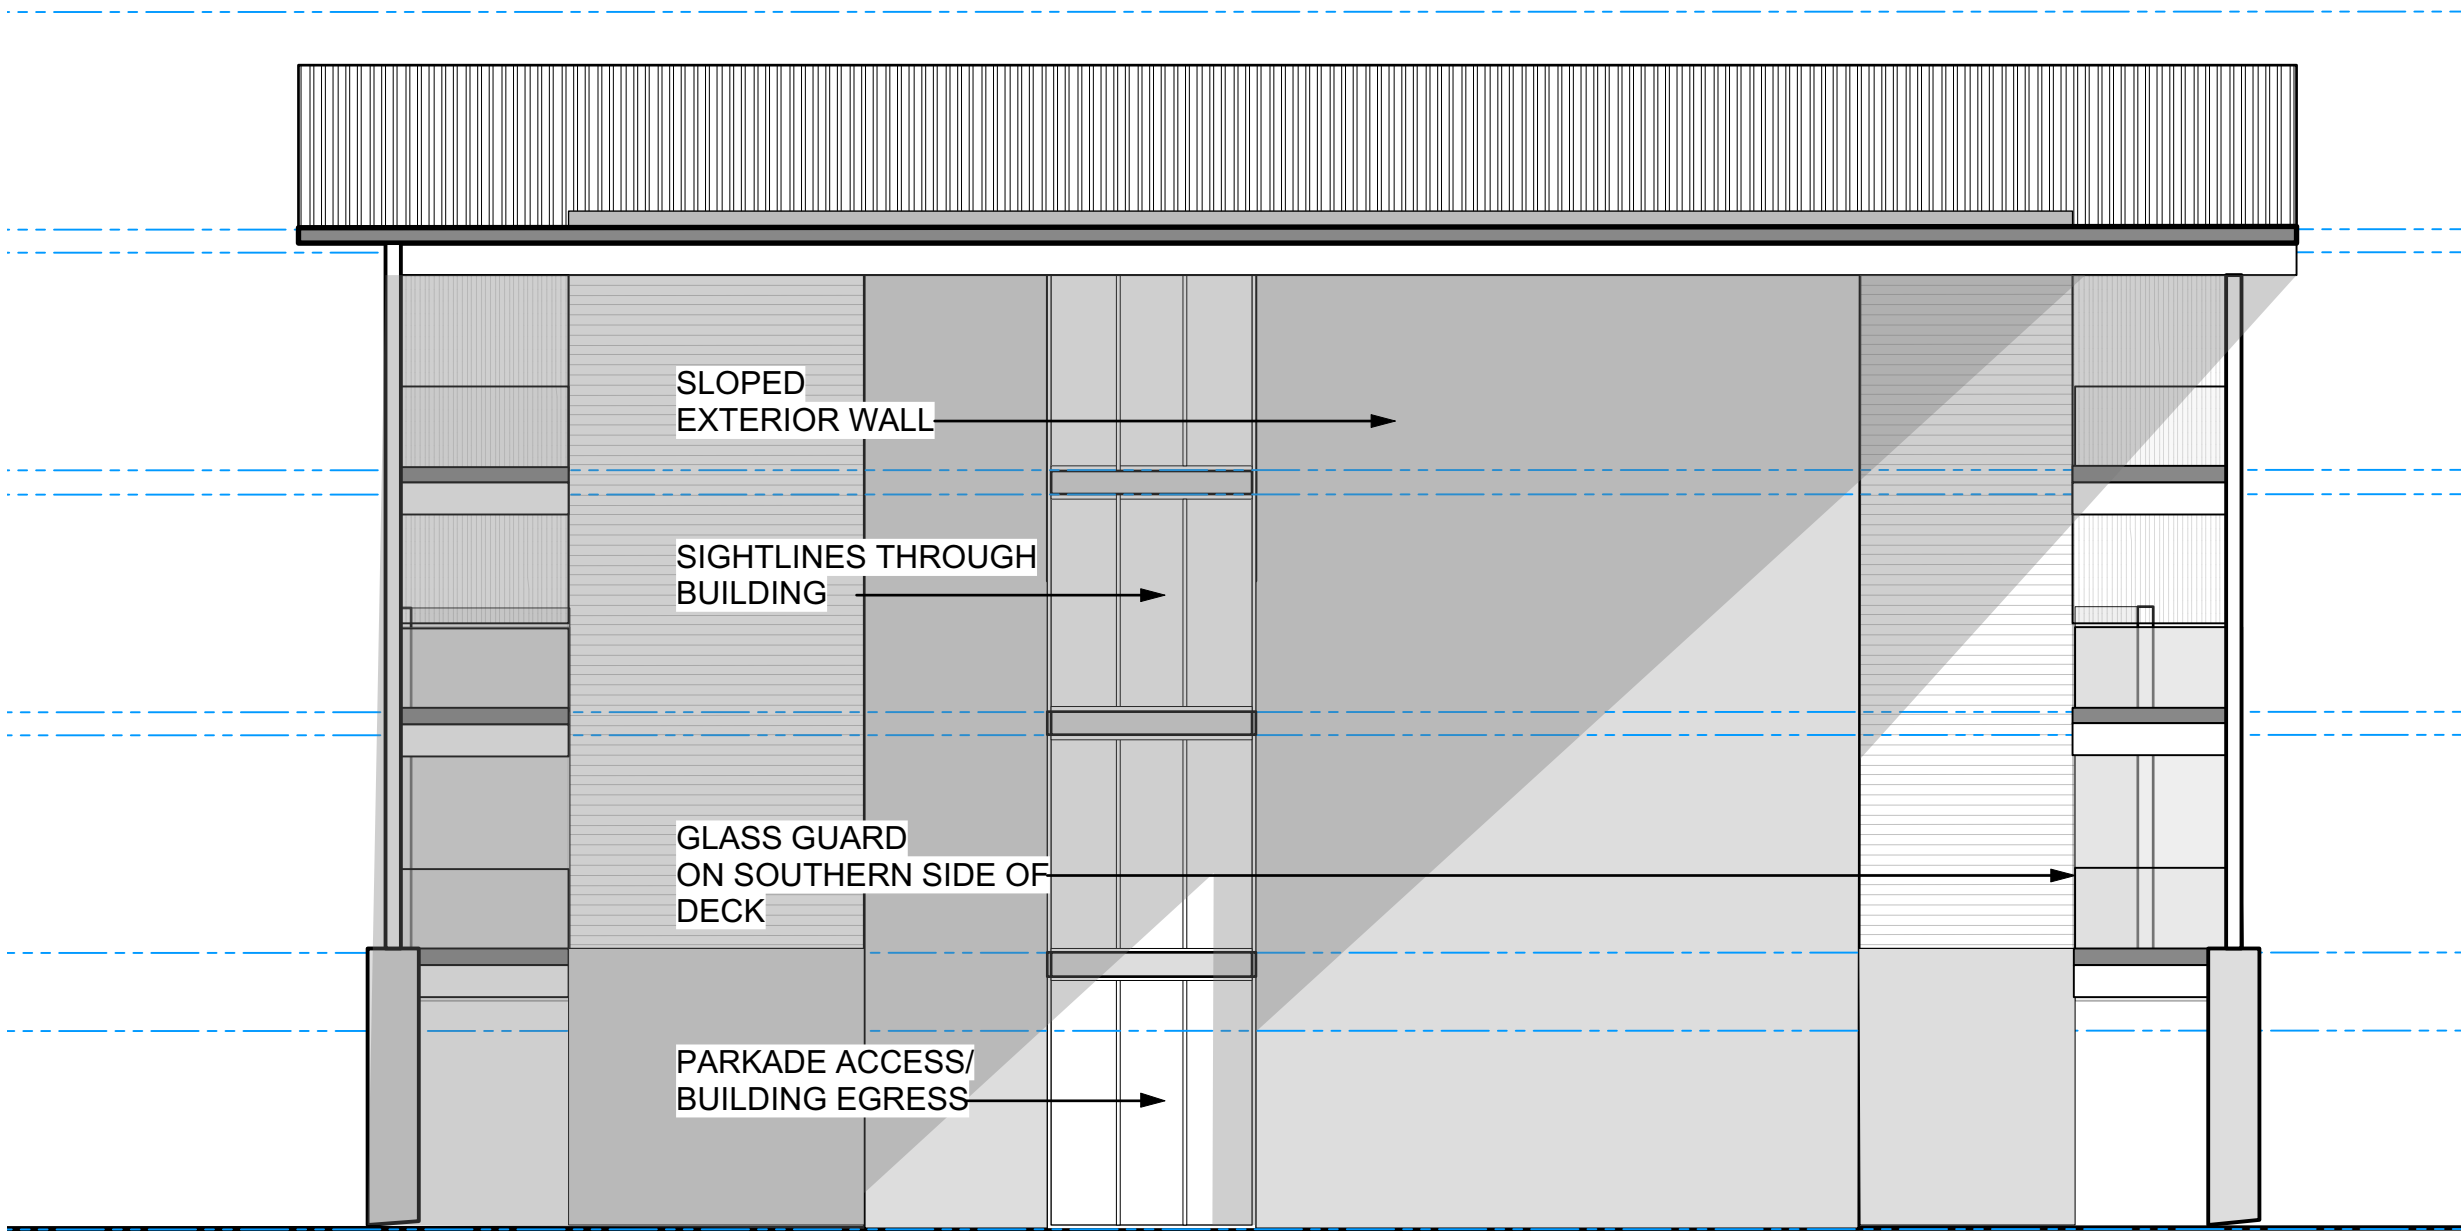 SLOPED
EXTERIOR WALL
SIGHTLINES THROUGH
BUILDING
GLASS GUARD
ON SOUTHERN SIDE OF
DECK
PARKADE ACCESS/
BUILDING EGRESS